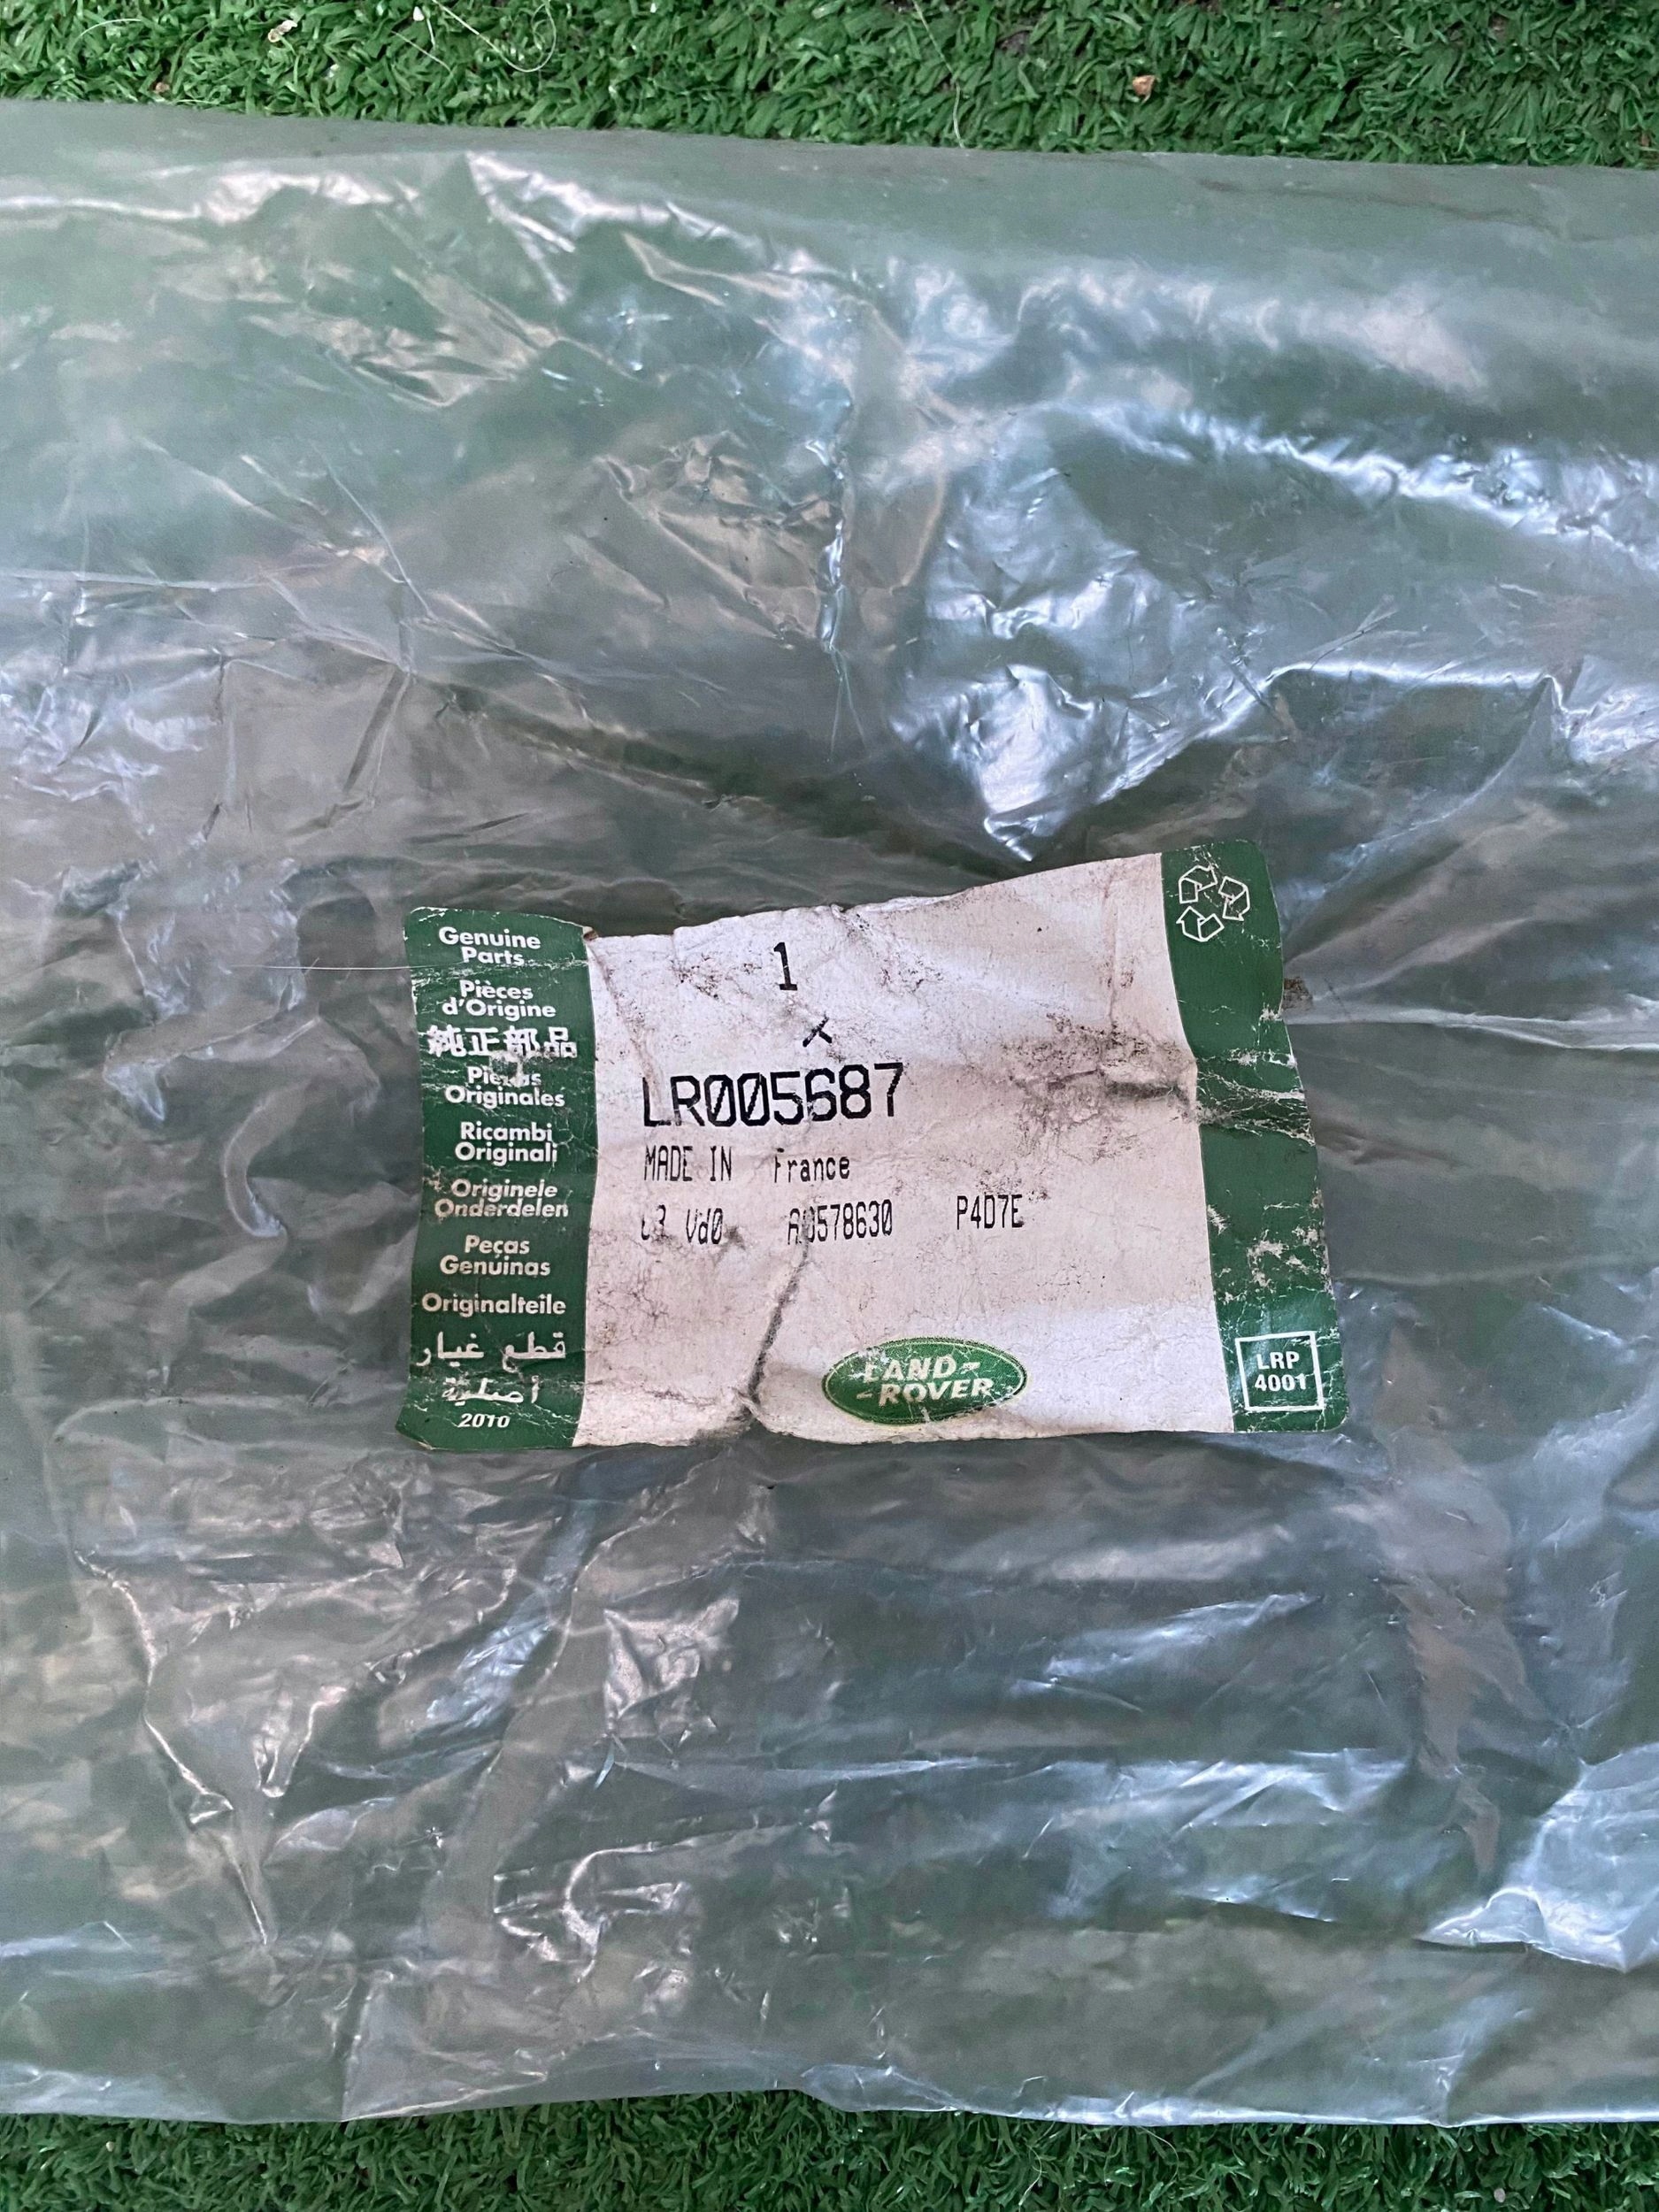 Genuine
Parts
Pièces
d'Origine
純正部品
Piezas
Originales
Ricambi
Originali
Originele
Onderdelen
Peças
Genuinas
Originalteile
قطع غيار
أصلية
2010
1
x
LR005687
MADE IN France
P4D7E
LAND-
-ROVER
LRP
4001